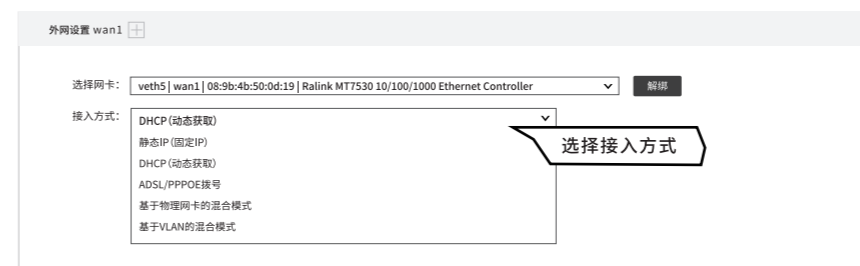 外网设置 wan1
选择网卡： veth5 | wan1 | 08:9b:4b:50:0d:19 | Ralink MT7530 10/100/1000 Ethernet Controller 解绑
接入方式： DHCP (动态获取)
静态IP (固定IP)
选择接入方式
DHCP (动态获取)
ADSL/PPPOE拨号
基于物理网卡的混合模式
基于VLAN的混合模式